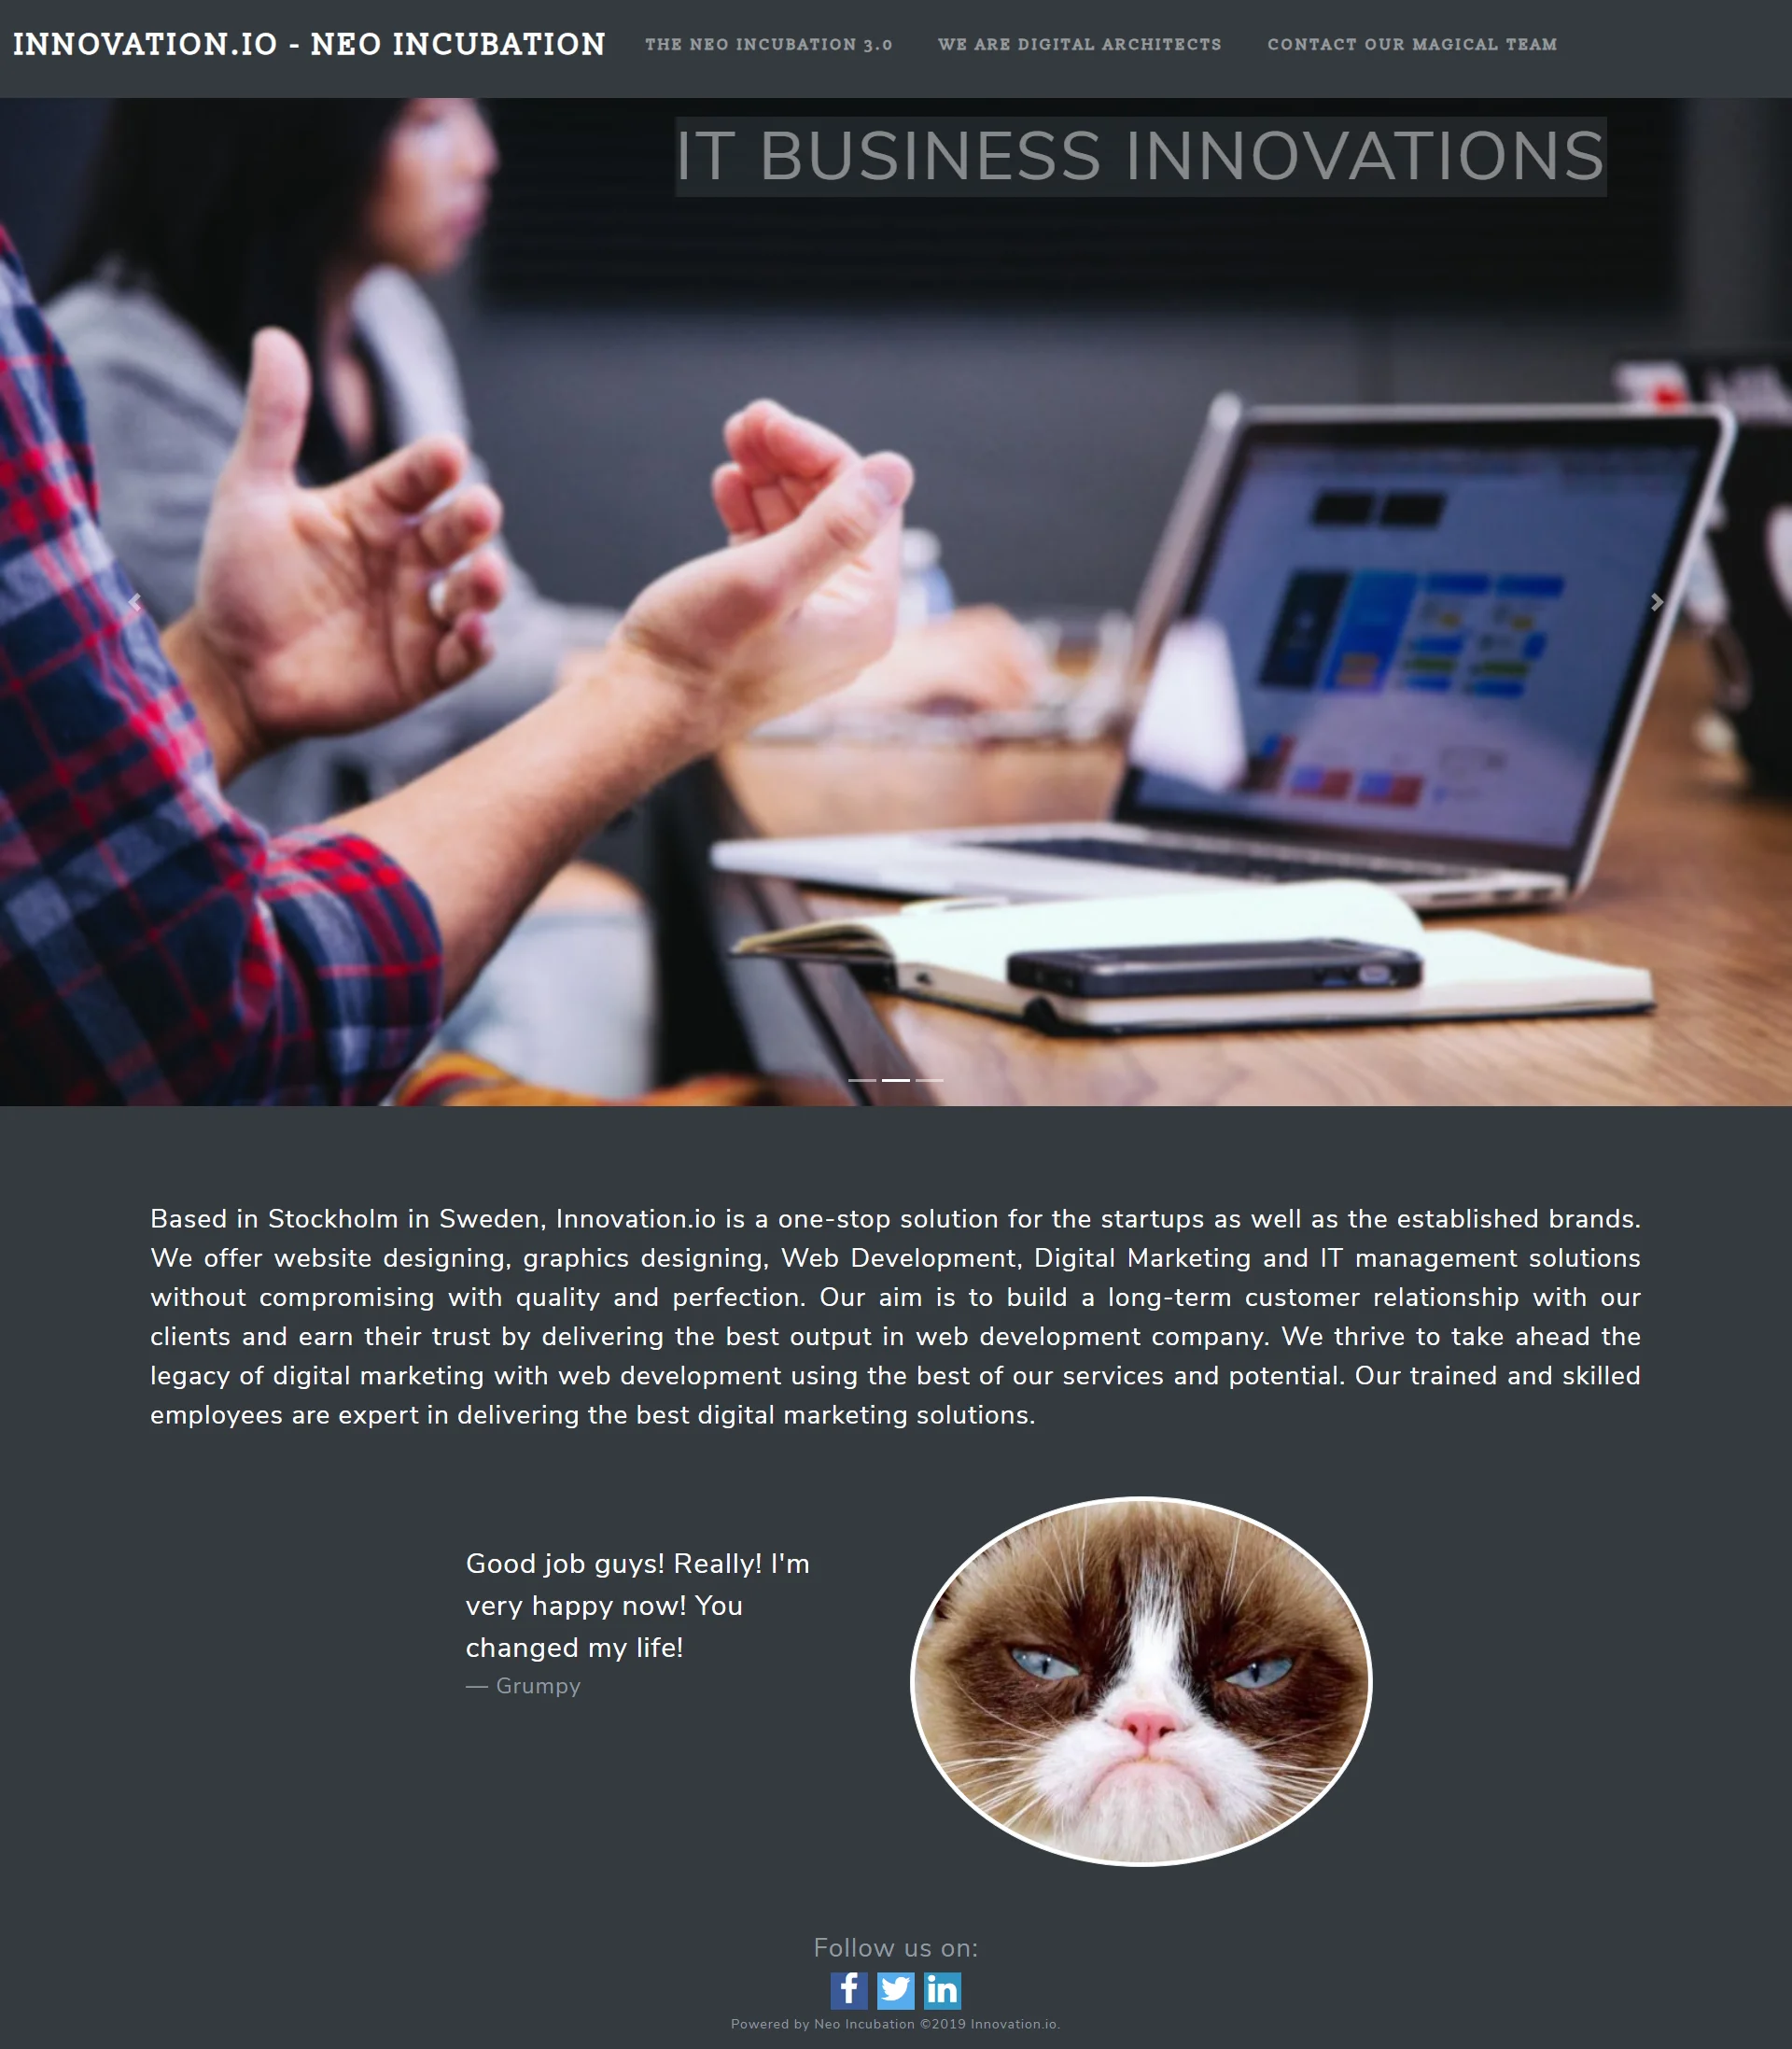 INNOVATION.IO - NEO INCUBATION
THE NEO INCUBATION 3.0
WE ARE DIGITAL ARCHITECTS
CONTACT OUR MAGICAL TEAM
IT BUSINESS INNOVATIONS
Based in Stockholm in Sweden, Innovation.io is a one-stop solution for the startups as well as the established brands.
We offer website designing, graphics designing, Web Development, Digital Marketing and IT management solutions
without compromising with quality and perfection. Our aim is to build a long-term customer relationship with our
clients and earn their trust by delivering the best output in web development company. We thrive to take ahead the
legacy of digital marketing with web development using the best of our services and potential. Our trained and skilled
employees are expert in delivering the best digital marketing solutions.
Good job guys! Really! I'm
very happy now! You
changed my life!
— Grumpy
Follow us on:
Powered by Neo Incubation ©2019 Innovation.io.